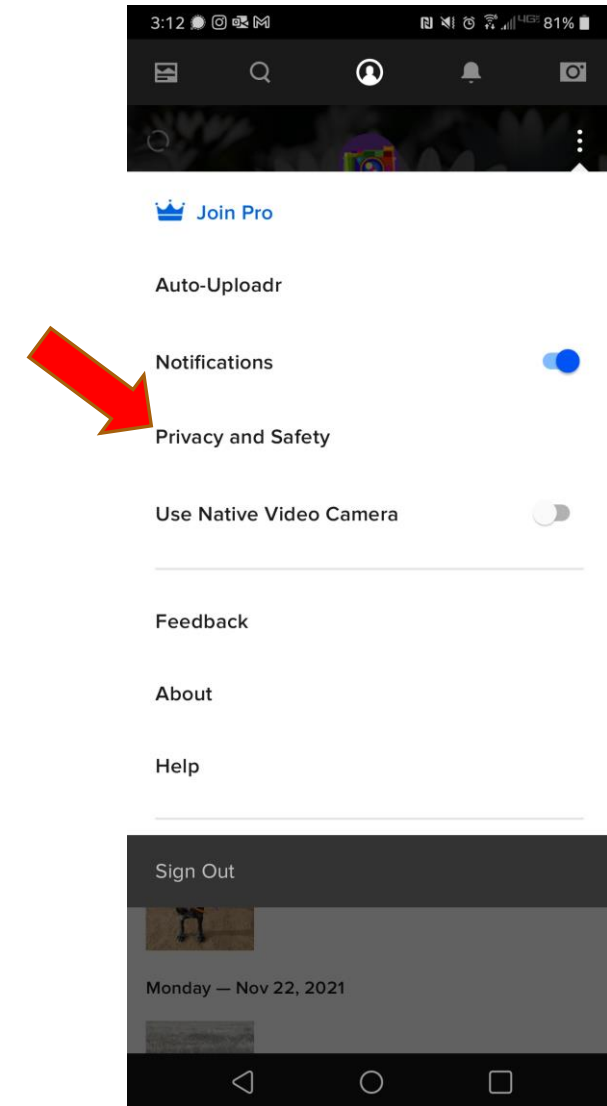 3:12 4GE 81%
Join Pro
Auto-Uploadr
Notifications
Privacy and Safety
Use Native Video Camera
Feedback
About
Help
Sign Out
Monday — Nov 22, 2021